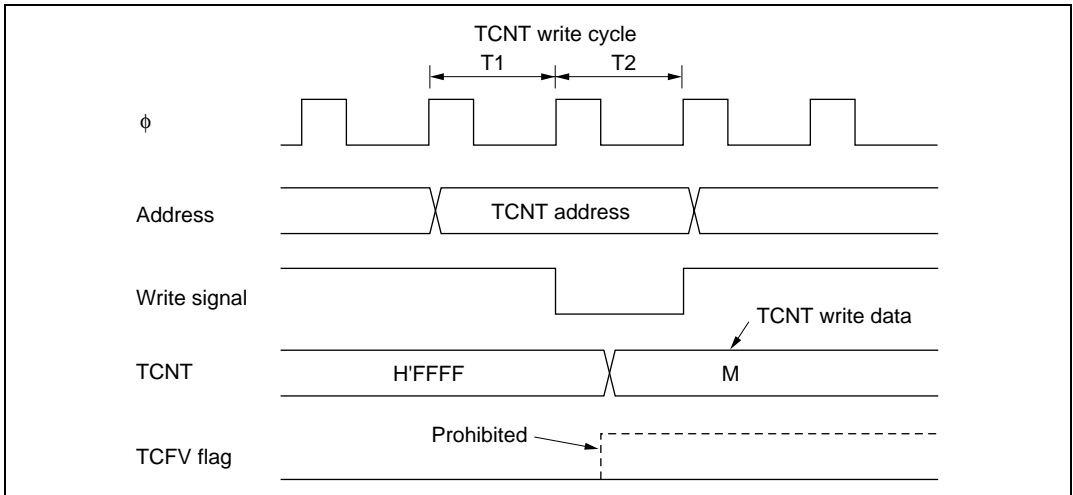 TCNT write cycle
T1 T2
ϕ
Address TCNT address
Write signal
TCNT write data
TCNT H'FFFF M
Prohibited
TCFV flag